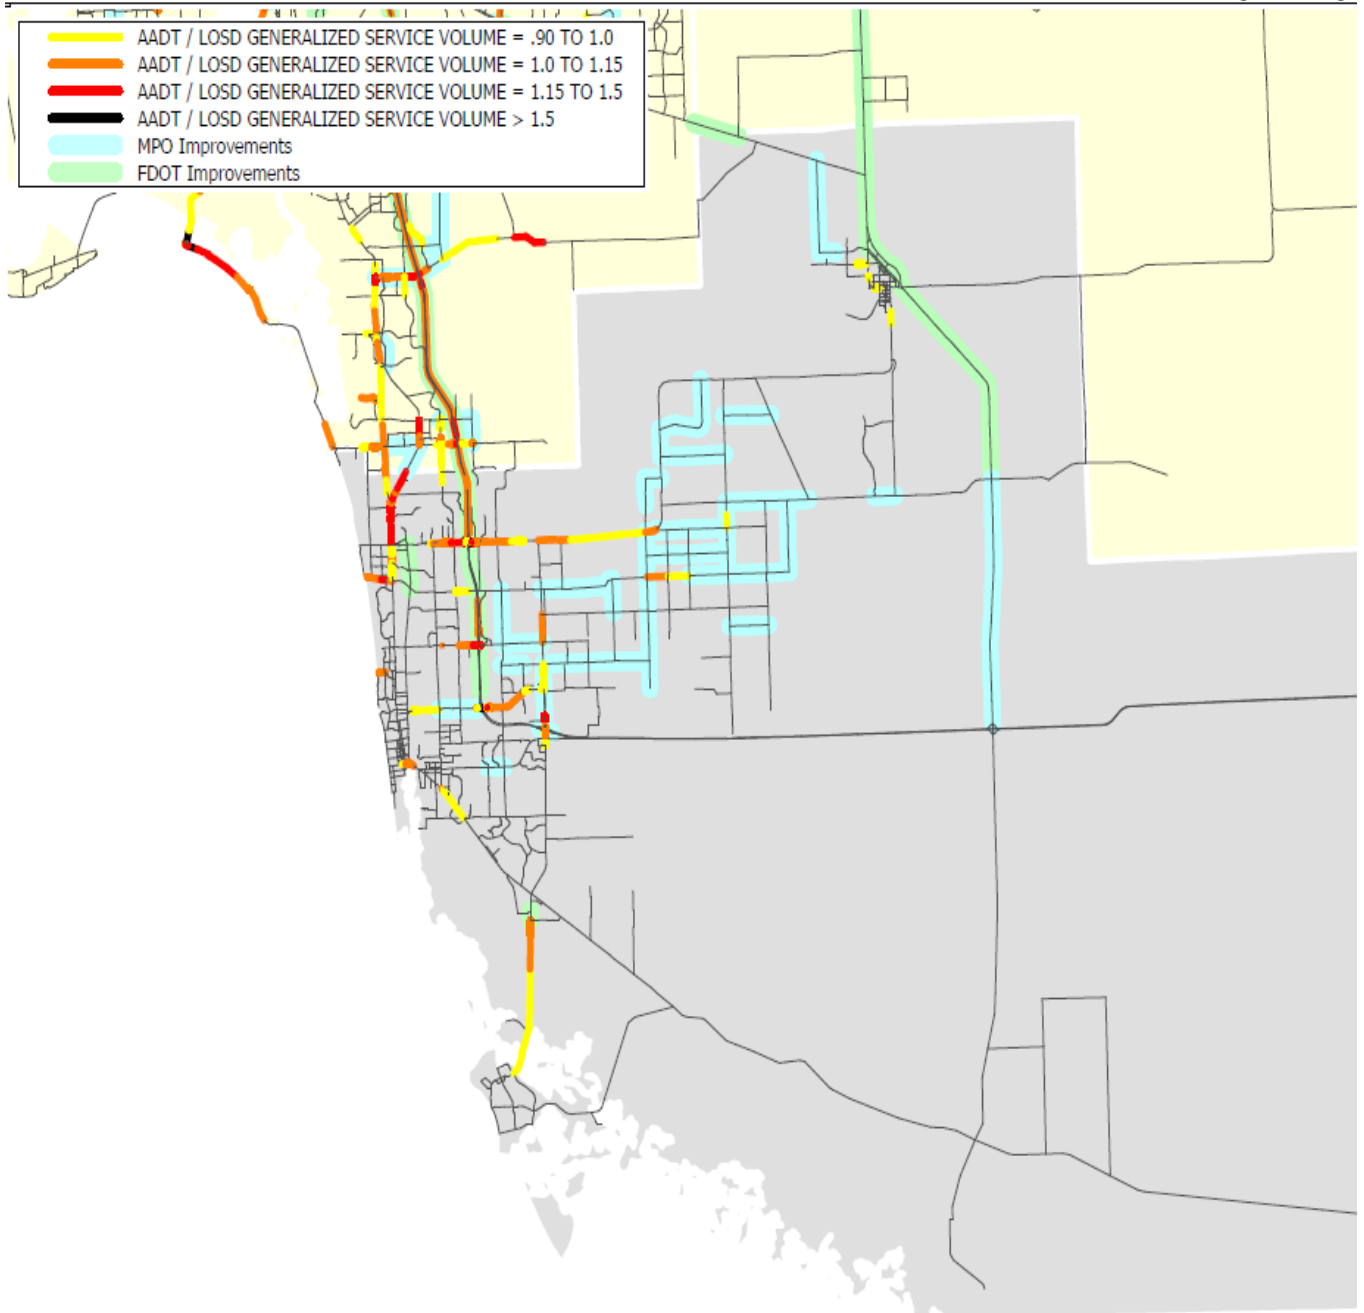 AADT / LOSD GENERALIZED SERVICE VOLUME = .90 TO 1.0
AADT / LOSD GENERALIZED SERVICE VOLUME = 1.0 TO 1.15
AADT / LOSD GENERALIZED SERVICE VOLUME = 1.15 TO 1.5
AADT / LOSD GENERALIZED SERVICE VOLUME > 1.5
MPO Improvements
FDOT Improvements